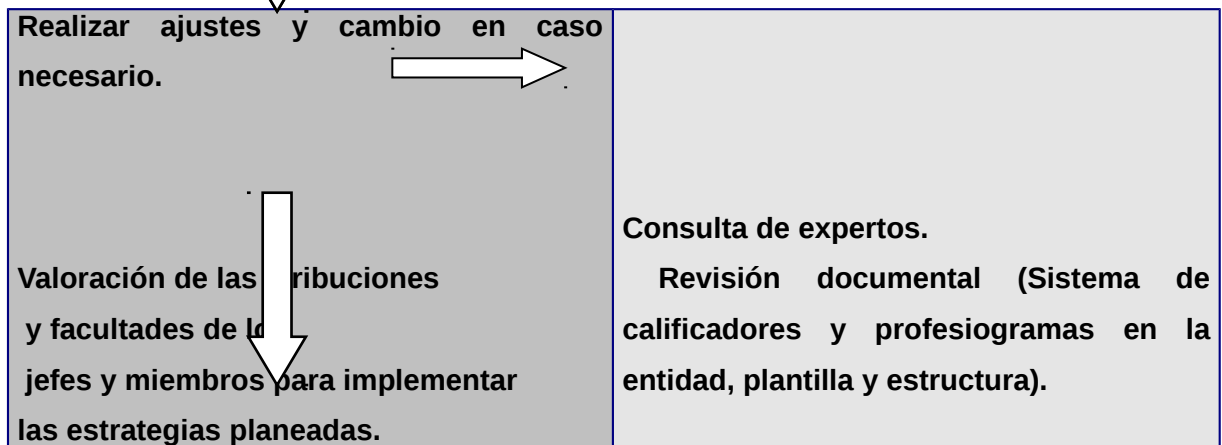 Realizar ajustes y cambio en caso
necesario.
Valoración de las ribuciones
y facultades de
jefes y miembros para implementar
las estrategias planeadas.
Consulta de expertos.
Revisión documental (Sistema de
calificadores y profesiogramas en la
entidad, plantilla y estructura).